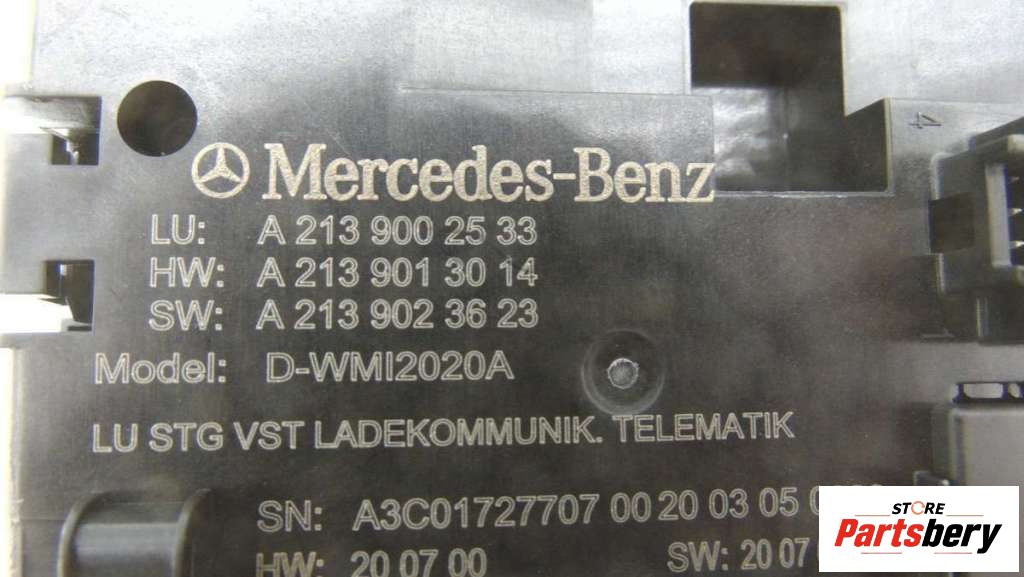 Mercedes-Benz
LU: A 213 900 25 33
HW: A 213 901 30 14
SW: A 213 902 36 23
Model: D-WMI2020A
LU STG VST LADEKOMMUNIK. TELEMATIK
SN: A3C01727707 00 20 03 05
HW: 20 07 00 SW: 20 07
STORE
Partsbery